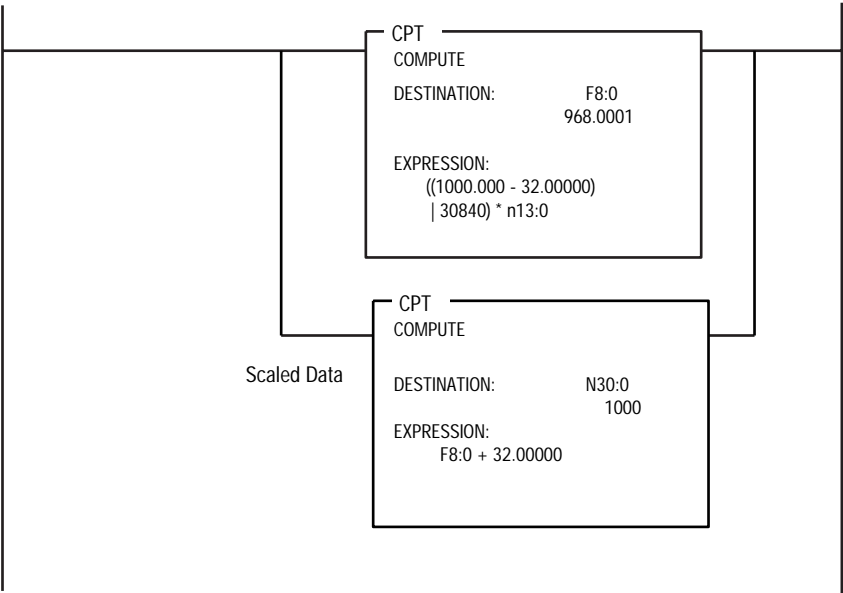 CPT
COMPUTE
DESTINATION: F8:0
968.0001
EXPRESSION:
((1000.000 - 32.00000)
| 30840) * n13:0
CPT
COMPUTE
Scaled Data
DESTINATION: N30:0
1000
EXPRESSION:
F8:0 + 32.00000